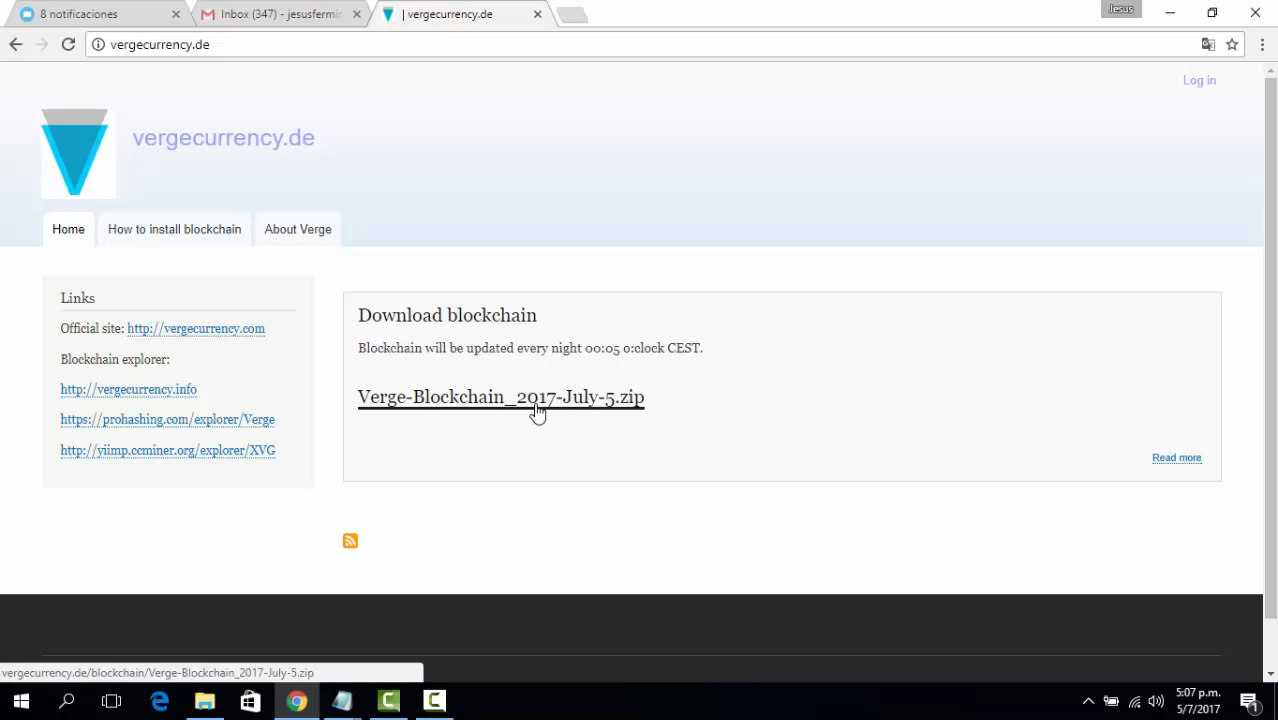 8 notificaciones
Inbox (347) - jesusfermin
| vergecurrency.de
Jesus
vergecurrency.de
Log in
vergecurrency.de
Home
How to install blockchain
About Verge
Links
Official site: http://vergecurrency.com
Blockchain explorer:
http://vergecurrency.info
https://prohashing.com/explorer/Verge
http://yiimp.ccminer.org/explorer/XVG
Download blockchain
Blockchain will be updated every night 00:05 o:clock CEST.
Verge-Blockchain_2017-July-5.zip
Read more
vergecurrency.de/blockchain/Verge-Blockchain_2017-July-5.zip
5:07 p.m.
5/7/2017
1